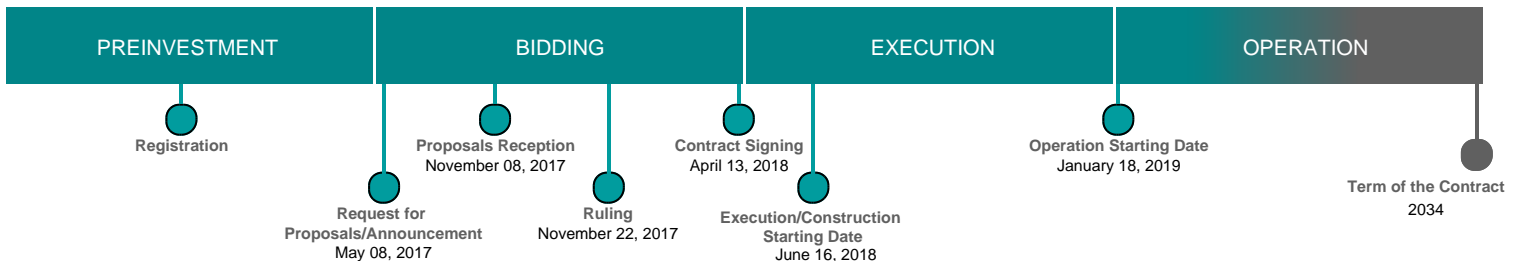 PREINVESTMENT
BIDDING
EXECUTION
OPERATION
Registration
Request for
Proposals/Announcement
May 08, 2017
Proposals Reception
November 08, 2017
Ruling
November 22, 2017
Contract Signing
April 13, 2018
Execution/Construction
Starting Date
June 16, 2018
Operation Starting Date
January 18, 2019
Term of the Contract
2034